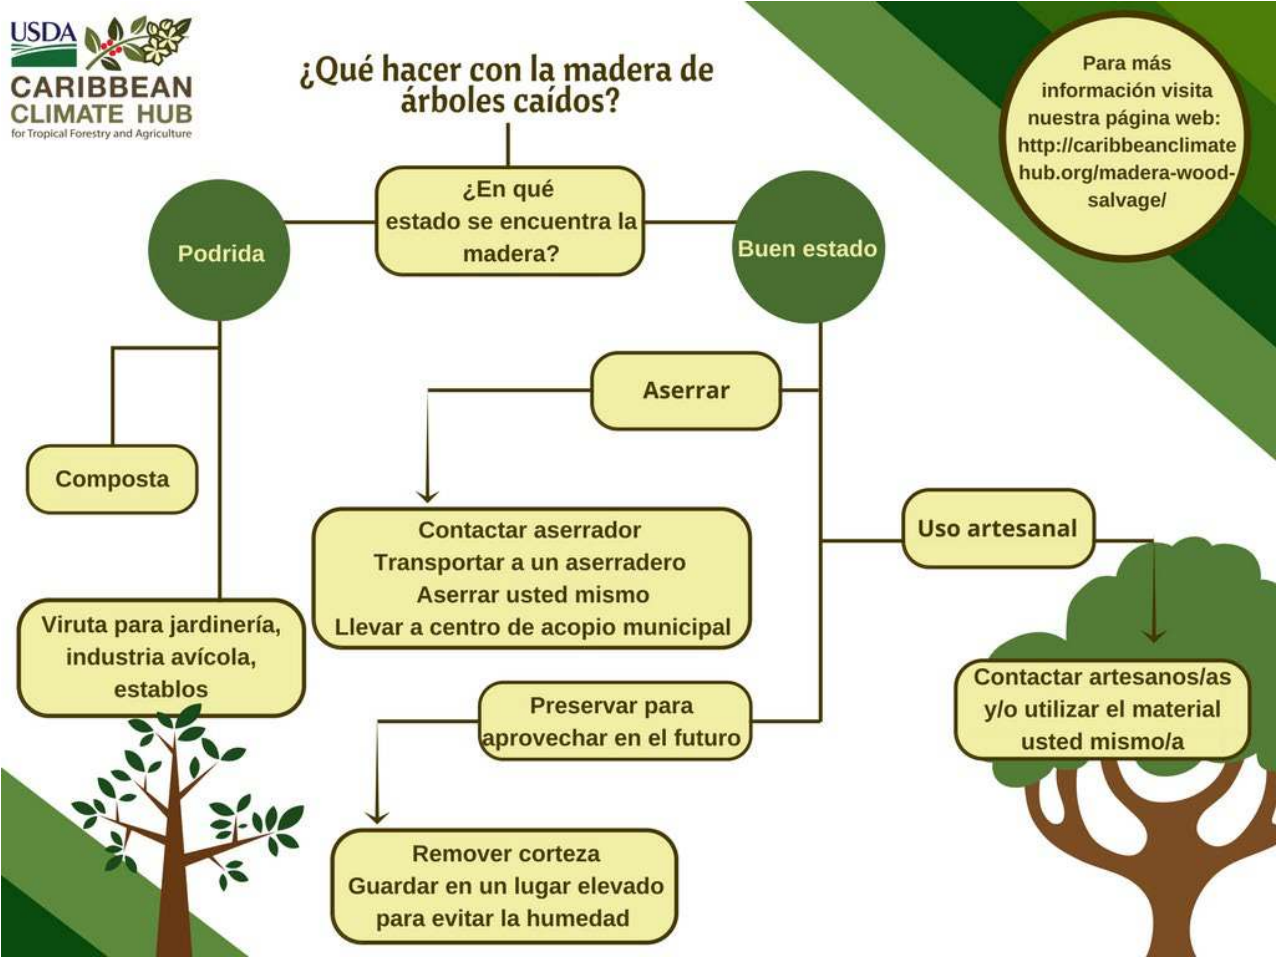 USDA
CARIBBEAN
CLIMATE HUB
for Tropical Forestry and Agriculture
¿Qué hacer con la madera de
árboles caídos?
Para más
información visita
nuestra página web:
http://caribbeanclimate
hub.org/madera-wood-
salvage/
¿En qué
estado se encuentra la
madera?
Podrida
Buen estado
Aserrar
Composta
Uso artesanal
Contactar aserrador
Transportar a un aserradero
Aserrar usted mismo
Llevar a centro de acopio municipal
Viruta para jardinería,
industria avícola,
establos
Contactar artesanos/as
y/o utilizar el material
usted mismo/a
Preservar para
aprovechar en el futuro
Remover corteza
Guardar en un lugar elevado
para evitar la humedad